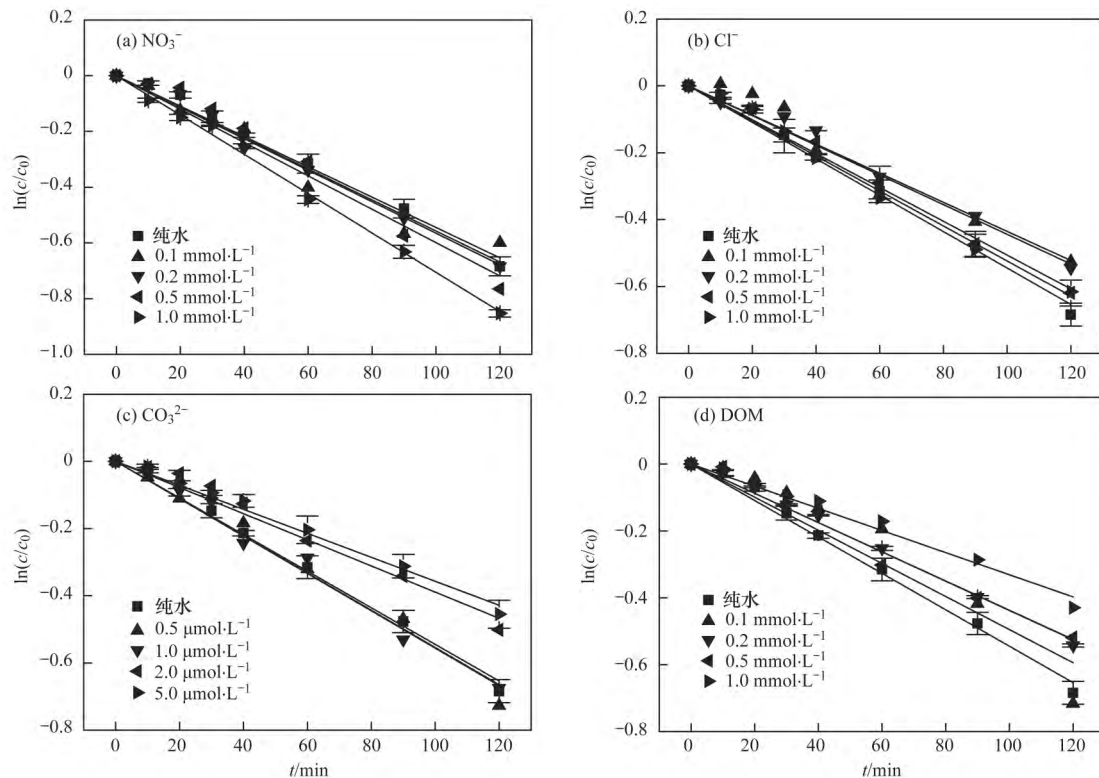 0.2
0
−0.2
−0.4
−0.6
−0.8
−1.0
ln(c/c₀)
(a) NO₃⁻
纯水
0.1 mmol·L⁻¹
0.2 mmol·L⁻¹
0.5 mmol·L⁻¹
1.0 mmol·L⁻¹
0 20 40 60 80 100 120
0.2
0
−0.2
−0.4
−0.6
−0.8
ln(c/c₀)
(b) Cl⁻
纯水
0.1 mmol·L⁻¹
0.2 mmol·L⁻¹
0.5 mmol·L⁻¹
1.0 mmol·L⁻¹
0 20 40 60 80 100 120
0.2
0
−0.2
−0.4
−0.6
−0.8
ln(c/c₀)
(c) CO₃²⁻
纯水
0.5 μmol·L⁻¹
1.0 μmol·L⁻¹
2.0 μmol·L⁻¹
5.0 μmol·L⁻¹
0 20 40 60 80 100 120
t/min
0.2
0
−0.2
−0.4
−0.6
−0.8
ln(c/c₀)
(d) DOM
纯水
0.1 mmol·L⁻¹
0.2 mmol·L⁻¹
0.5 mmol·L⁻¹
1.0 mmol·L⁻¹
0 20 40 60 80 100 120
t/min